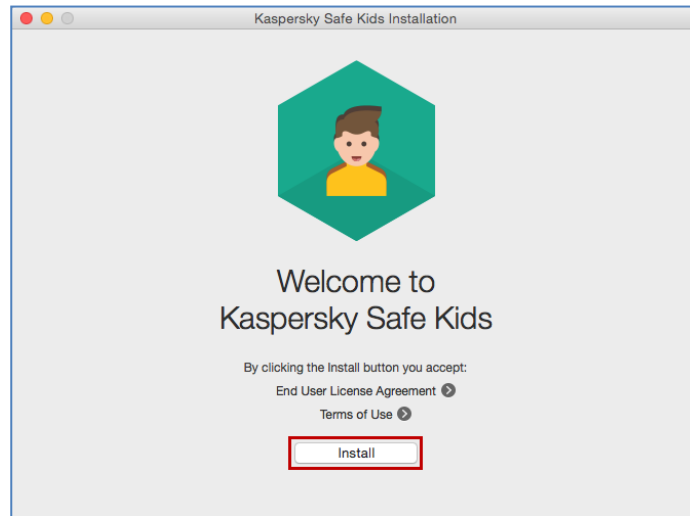 Kaspersky Safe Kids Installation
Welcome to
Kaspersky Safe Kids
By clicking the Install button you accept:
End User License Agreement
Terms of Use
Install